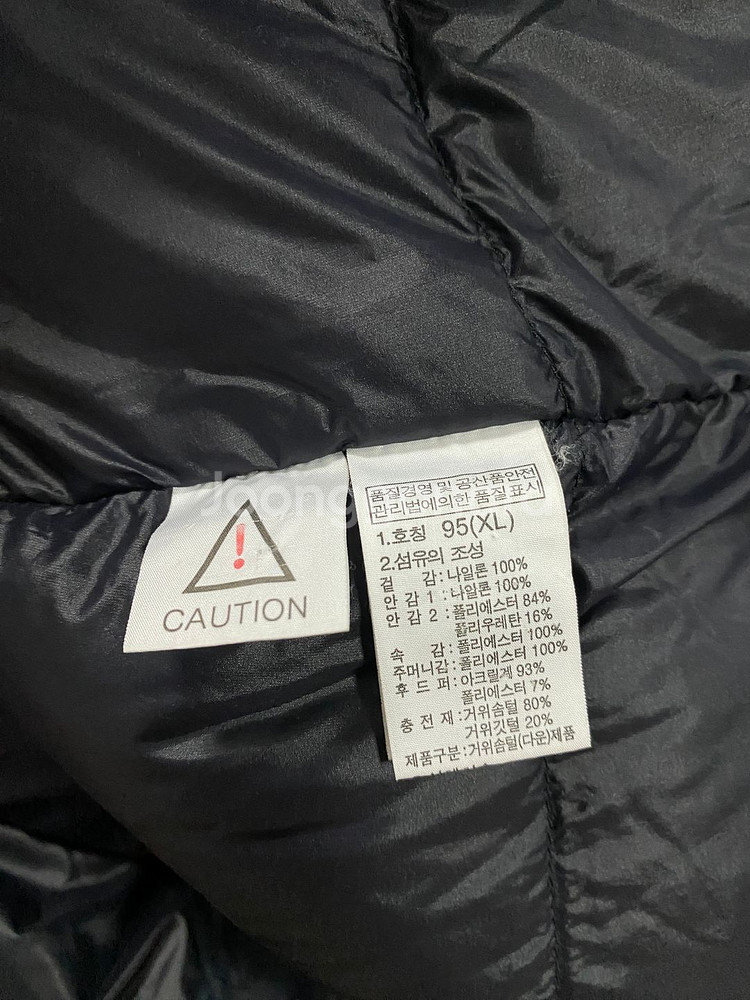 Joong
!
CAUTION
품질경영 및 공산품안전
관리법에의한 품질 표시
1.호칭 95(XL)
2.섬유의 조성
겉 감 : 나일론 100%
안 감 1 : 나일론 100%
안 감 2 : 폴리에스터 84%
폴리우레탄 16%
속 감 : 폴리에스터 100%
주머니감 : 폴리에스터 100%
후 드 퍼 : 아크릴계 93%
폴리에스터 7%
충 전 재 : 거위솜털 80%
거위깃털 20%
제품구분 : 거위솜털(다운)제품